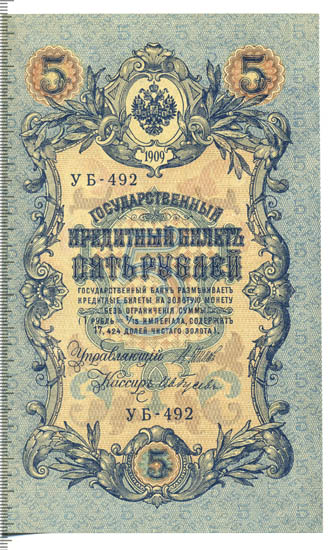 5 5
1909
УБ-492
ГОСУДАРСТВЕННЫЙ
КРЕДИТНЫЙ БИЛЕТЪ
ПЯТЬ РУБЛЕЙ
ГОСУДАРСТВЕННЫЙ БАНКЪ РАЗМѢНИВАЕТЪ
КРЕДИТНЫЕ БИЛЕТЫ НА ЗОЛОТУЮ МОНЕТУ
БЕЗЪ ОГРАНИЧЕНІЯ СУММЫ
(1 РУБЛЬ = 1/15 ИМПЕРІАЛА, СОДЕРЖИТЪ
17,424 ДОЛЕЙ ЧИСТАГО ЗОЛОТА).
Управляющій
Кассиръ
УБ-492
5